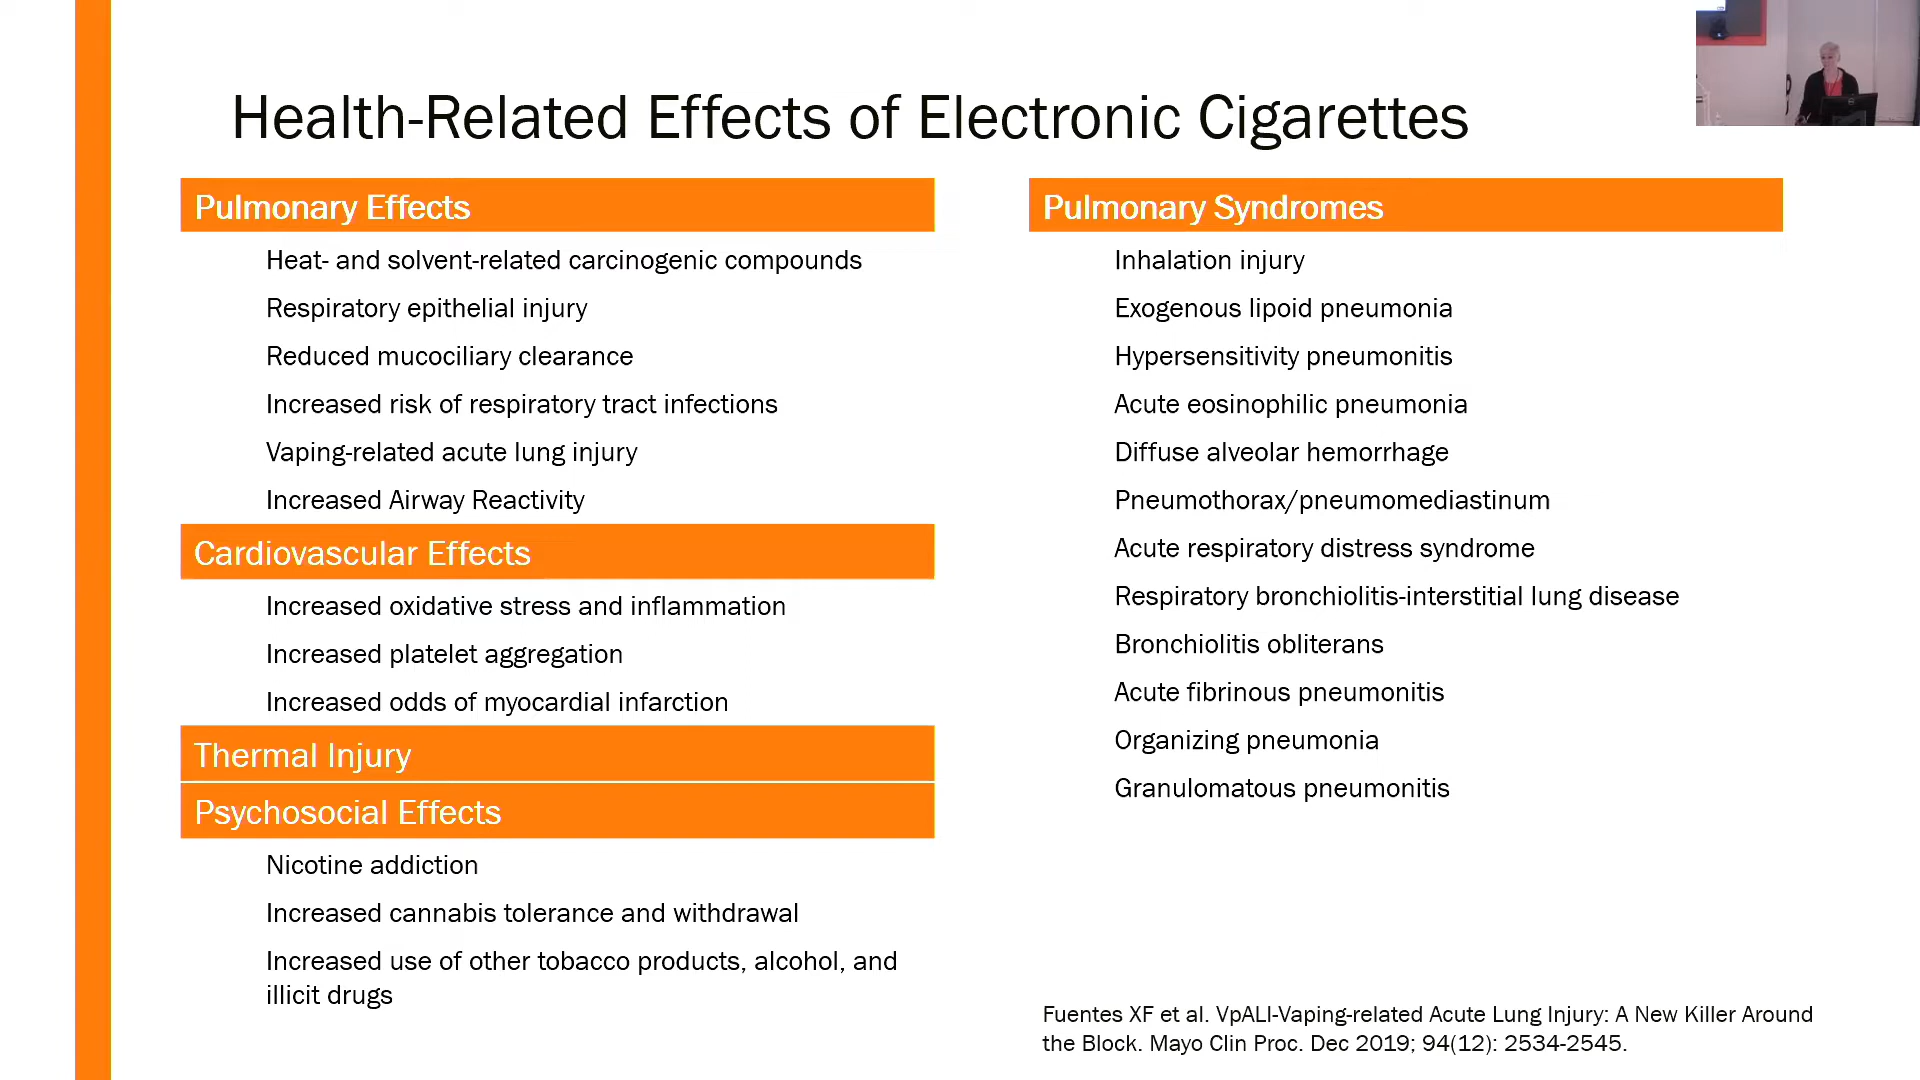 Health-Related Effects of Electronic Cigarettes
Pulmonary Effects
Heat- and solvent-related carcinogenic compounds
Respiratory epithelial injury
Reduced mucociliary clearance
Increased risk of respiratory tract infections
Vaping-related acute lung injury
Increased Airway Reactivity
Cardiovascular Effects
Increased oxidative stress and inflammation
Increased platelet aggregation
Increased odds of myocardial infarction
Thermal Injury
Psychosocial Effects
Nicotine addiction
Increased cannabis tolerance and withdrawal
Increased use of other tobacco products, alcohol, and
illicit drugs
Pulmonary Syndromes
Inhalation injury
Exogenous lipoid pneumonia
Hypersensitivity pneumonitis
Acute eosinophilic pneumonia
Diffuse alveolar hemorrhage
Pneumothorax/pneumomediastinum
Acute respiratory distress syndrome
Respiratory bronchiolitis-interstitial lung disease
Bronchiolitis obliterans
Acute fibrinous pneumonitis
Organizing pneumonia
Granulomatous pneumonitis
Fuentes XF et al. VpALI-Vaping-related Acute Lung Injury: A New Killer Around
the Block. Mayo Clin Proc. Dec 2019; 94(12): 2534-2545.